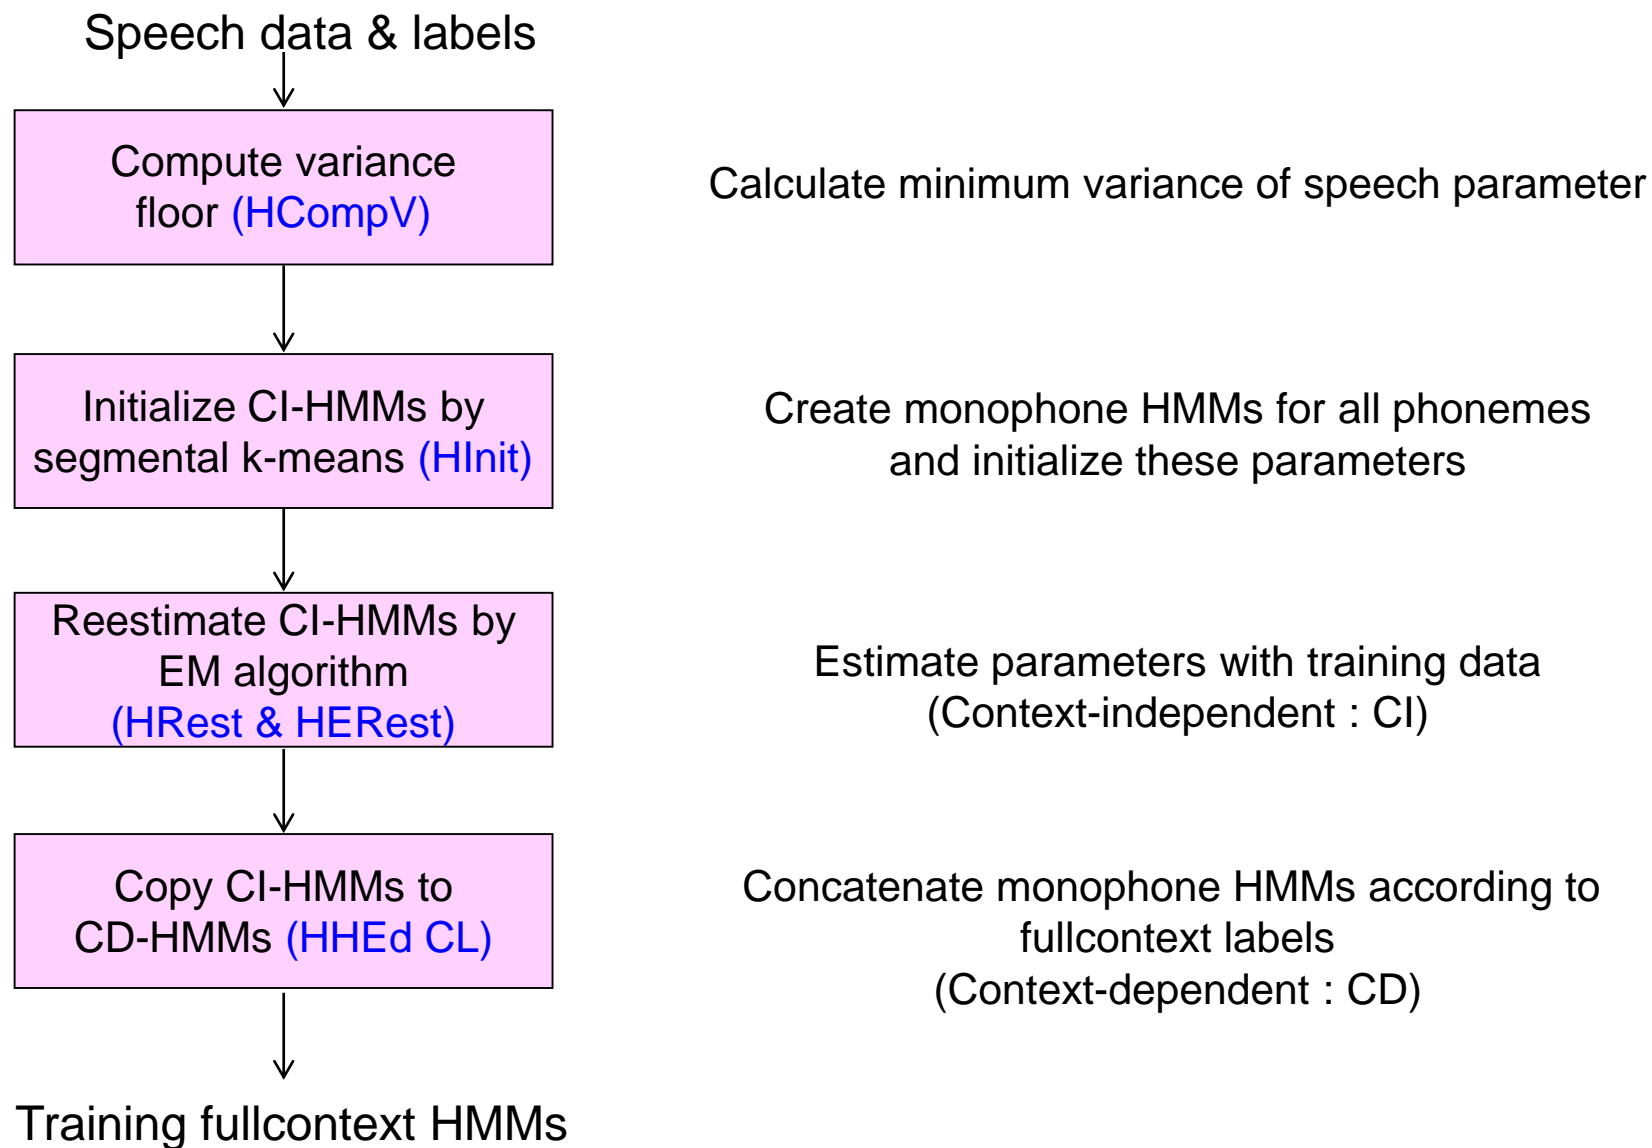 Speech data & labels
Compute variance
floor (HCompV)
Calculate minimum variance of speech parameter
Initialize CI-HMMs by
segmental k-means (HInit)
Create monophone HMMs for all phonemes
and initialize these parameters
Reestimate CI-HMMs by
EM algorithm
(HRest & HERest)
Estimate parameters with training data
(Context-independent : CI)
Copy CI-HMMs to
CD-HMMs (HHEd CL)
Concatenate monophone HMMs according to
fullcontext labels
(Context-dependent : CD)
Training fullcontext HMMs